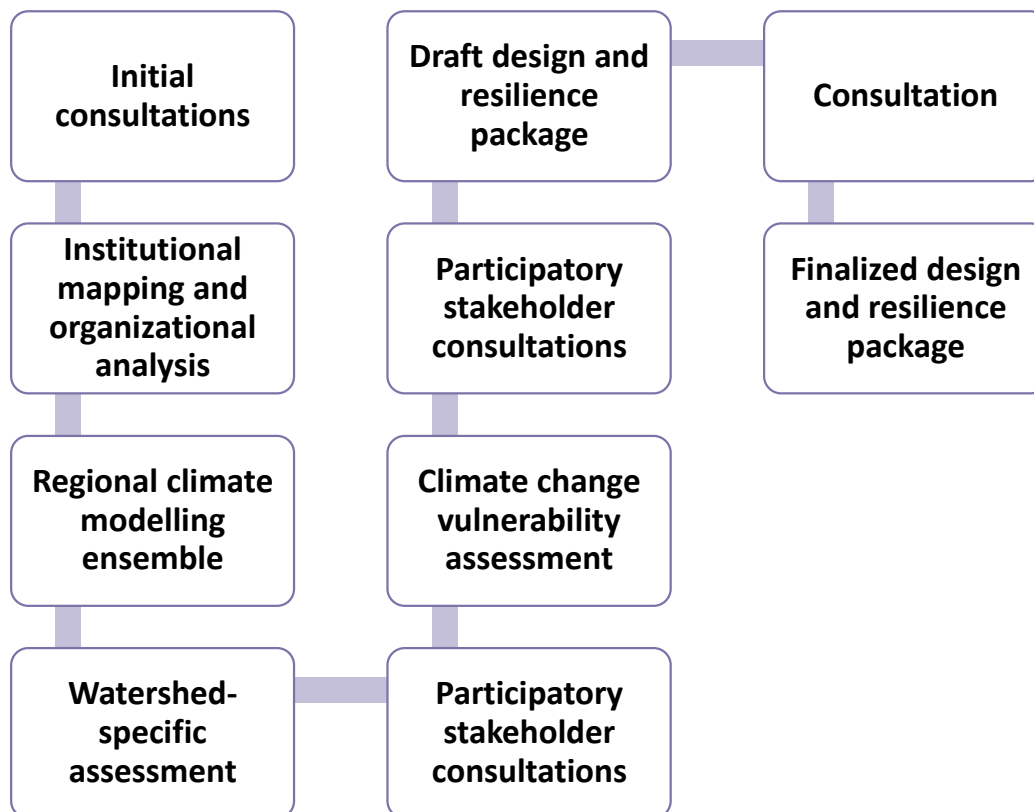 Initial
consultations
Institutional
mapping and
organizational
analysis
Regional climate
modelling
ensemble
Watershed-
specific
assessment
Participatory
stakeholder
consultations
Climate change
vulnerability
assessment
Participatory
stakeholder
consultations
Draft design and
resilience
package
Consultation
Finalized design
and resilience
package